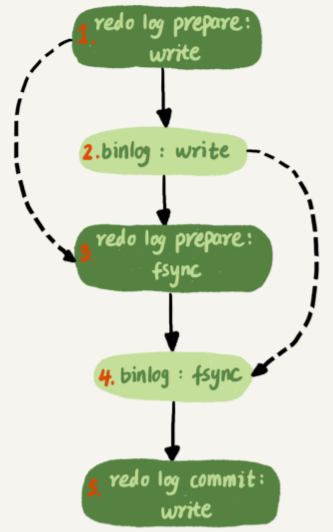 1. redo log prepare:
write
2. binlog : write
3. redo log prepare:
fsync
4. binlog : fsync
5. redo log commit:
write